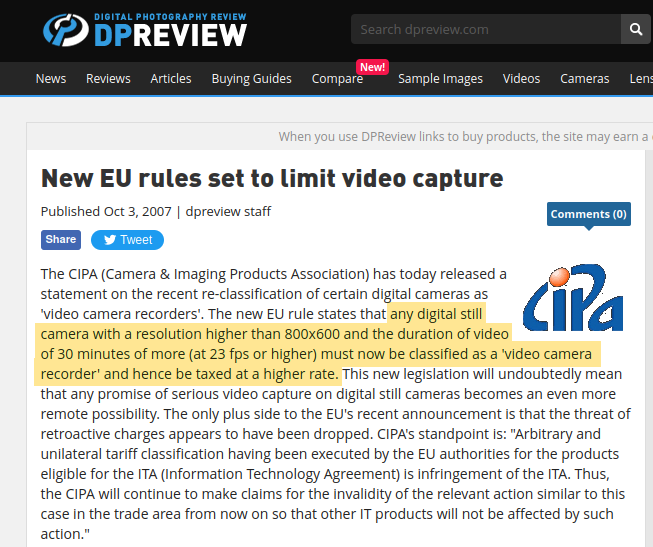 DIGITAL PHOTOGRAPHY REVIEW
DPREVIEW
Search dpreview.com
News Reviews Articles Buying Guides Compare New! Sample Images Videos Cameras Lens
When you use DPReview links to buy products, the site may earn a
New EU rules set to limit video capture
Published Oct 3, 2007 | dpreview staff
Comments (0)
Share Tweet
The CIPA (Camera & Imaging Products Association) has today released a
statement on the recent re-classification of certain digital cameras as
'video camera recorders'. The new EU rule states that any digital still
camera with a resolution higher than 800x600 and the duration of video
of 30 minutes of more (at 23 fps or higher) must now be classified as a 'video camera
recorder' and hence be taxed at a higher rate. This new legislation will undoubtedly mean
that any promise of serious video capture on digital still cameras becomes an even more
remote possibility. The only plus side to the EU's recent announcement is that the threat of
retroactive charges appears to have been dropped. CIPA's standpoint is: "Arbitrary and
unilateral tariff classification having been executed by the EU authorities for the products
eligible for the ITA (Information Technology Agreement) is infringement of the ITA. Thus,
the CIPA will continue to make claims for the invalidity of the relevant action similar to this
case in the trade area from now on so that other IT products will not be affected by such
action."
CiPa